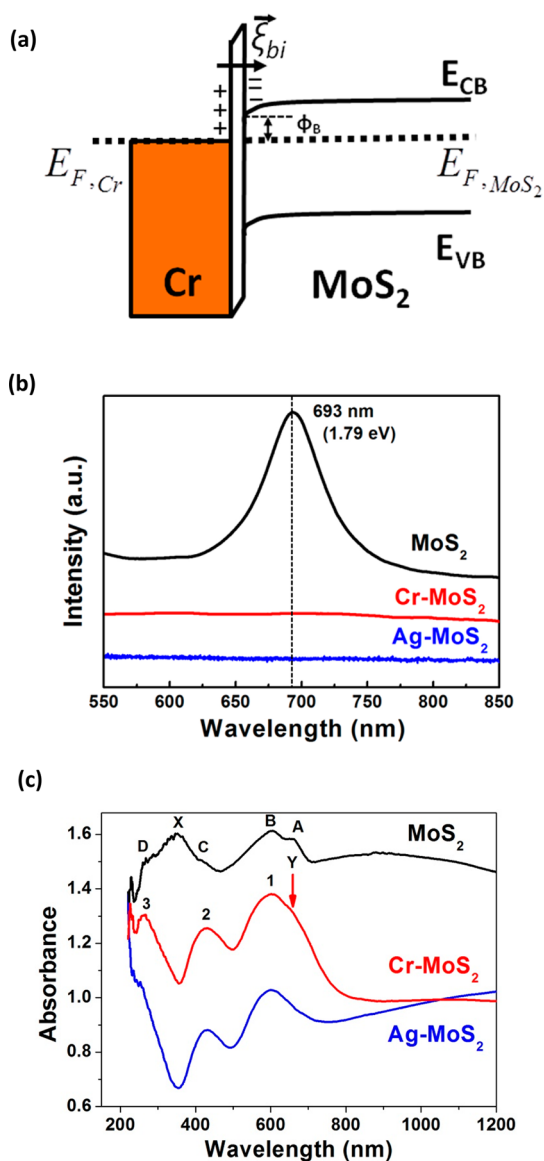 (a)
ξbi
+ + +
− − −
ECB
ΦB
EF,Cr
EF,MoS2
EVB
Cr
MoS2
(b)
693 nm
(1.79 eV)
MoS2
Cr-MoS2
Ag-MoS2
Intensity (a.u.)
550 600 650 700 750 800 850
Wavelength (nm)
(c)
1.6
1.4
1.2
1.0
0.8
0.6
D X C B A
MoS2
Y
3 2 1
Cr-MoS2
Ag-MoS2
Absorbance
200 400 600 800 1000 1200
Wavelength (nm)